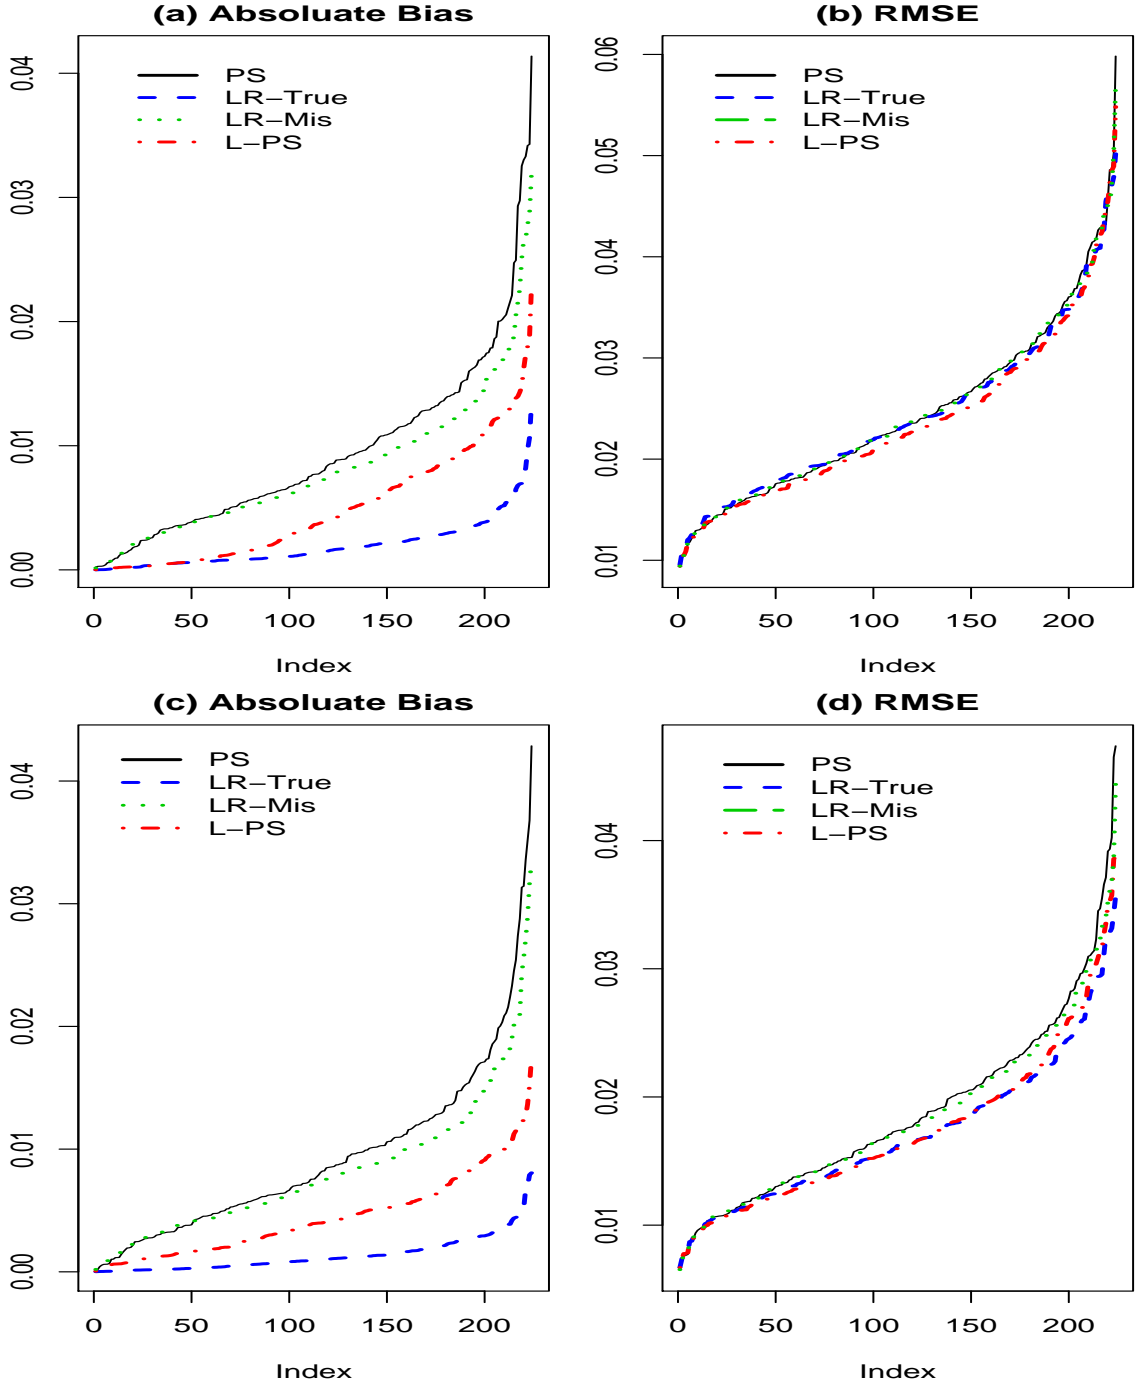 (a) Absoluate Bias
0.04
0.03
0.02
0.01
0.00
PS
LR−True
LR−Mis
L−PS
0 50 100 150 200
Index
(b) RMSE
0.06
0.05
0.04
0.03
0.02
0.01
PS
LR−True
LR−Mis
L−PS
0 50 100 150 200
Index
(c) Absoluate Bias
0.04
0.03
0.02
0.01
0.00
PS
LR−True
LR−Mis
L−PS
0 50 100 150 200
Index
(d) RMSE
0.04
0.03
0.02
0.01
PS
LR−True
LR−Mis
L−PS
0 50 100 150 200
Index